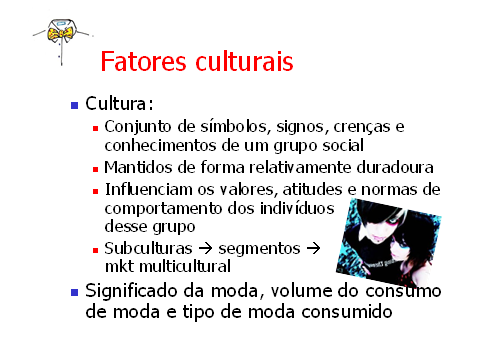 Fatores culturais
Cultura:
Conjunto de símbolos, signos, crenças e
conhecimentos de um grupo social
Mantidos de forma relativamente duradoura
Influenciam os valores, atitudes e normas de
comportamento dos indivíduos
desse grupo
Subculturas → segmentos →
mkt multicultural
Significado da moda, volume do consumo
de moda e tipo de moda consumido